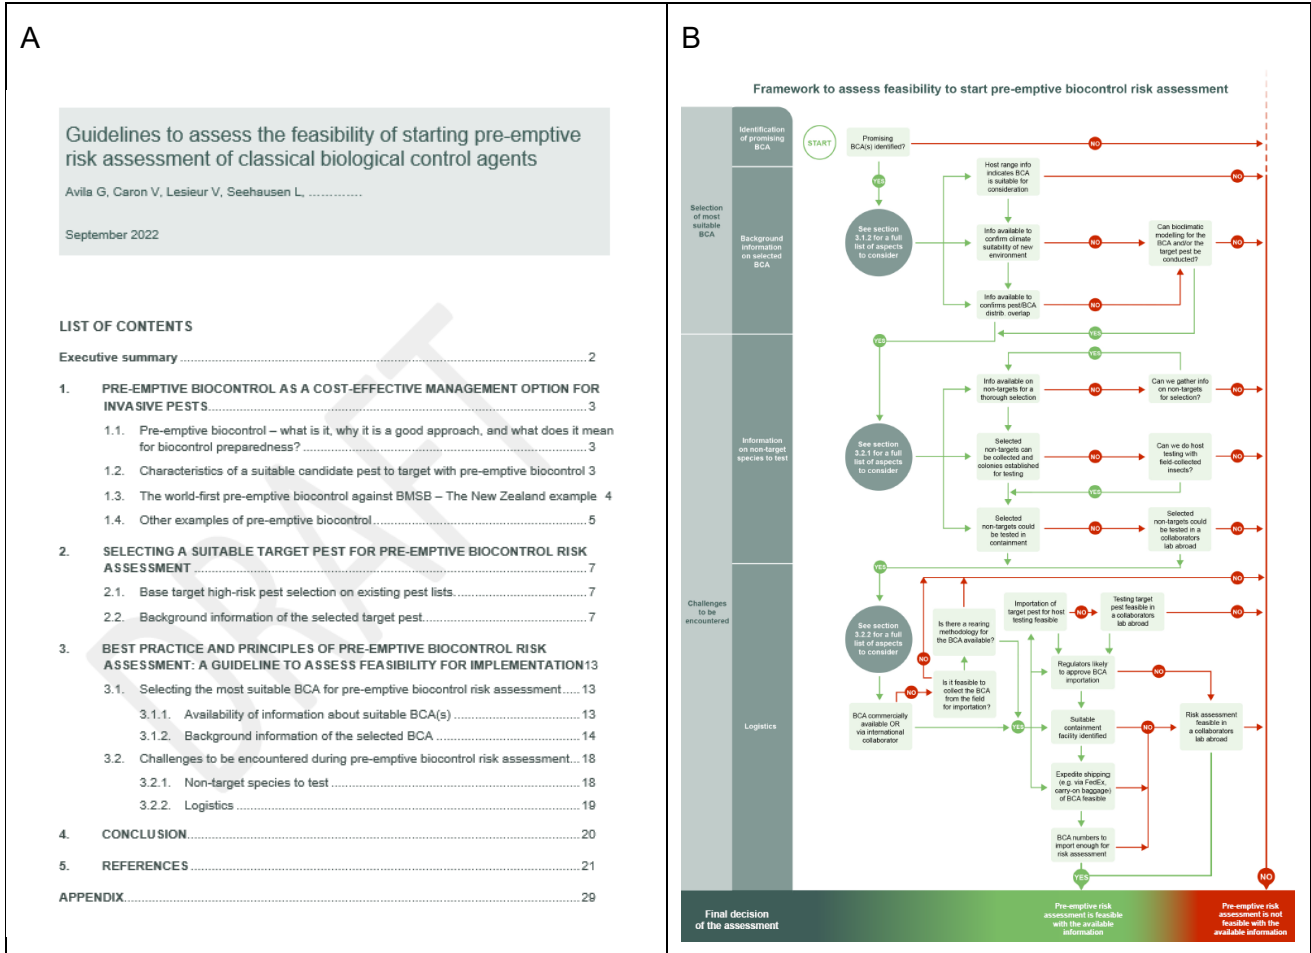 A
Guidelines to assess the feasibility of starting pre-emptive
risk assessment of classical biological control agents
Avila G, Caron V, Lesieur V, Seehausen L, ………….
September 2022
DRAFT
LIST OF CONTENTS
Executive summary 2
1. PRE-EMPTIVE BIOCONTROL AS A COST-EFFECTIVE MANAGEMENT OPTION FOR
INVASIVE PESTS 3
1.1. Pre-emptive biocontrol – what is it, why it is a good approach, and what does it mean
for biocontrol preparedness? 3
1.2. Characteristics of a suitable candidate pest to target with pre-emptive biocontrol 3
1.3. The world-first pre-emptive biocontrol against BMSB – The New Zealand example 4
1.4. Other examples of pre-emptive biocontrol 5
2. SELECTING A SUITABLE TARGET PEST FOR PRE-EMPTIVE BIOCONTROL RISK
ASSESSMENT 7
2.1. Base target high-risk pest selection on existing pest lists. 7
2.2. Background information of the selected target pest. 7
3. BEST PRACTICE AND PRINCIPLES OF PRE-EMPTIVE BIOCONTROL RISK
ASSESSMENT: A GUIDELINE TO ASSESS FEASIBILITY FOR IMPLEMENTATION13
3.1. Selecting the most suitable BCA for pre-emptive biocontrol risk assessment 13
3.1.1. Availability of information about suitable BCA(s) 13
3.1.2. Background information of the selected BCA 14
3.2. Challenges to be encountered during pre-emptive biocontrol risk assessment 18
3.2.1. Non-target species to test 18
3.2.2. Logistics 19
4. CONCLUSION 20
5. REFERENCES 21
APPENDIX 29
B
Framework to assess feasibility to start pre-emptive biocontrol risk assessment
Selection
of most
suitable
BCA
Identification
of promising
BCA
START
Promising
BCA(s) identified?
NO
YES
Background
information
on selected
BCA
See section
3.1.2 for a full
list of aspects
to consider
Host range info
indicates BCA
is suitable for
consideration
NO
Info available to
confirm climate
suitability of new
environment
NO
Can bioclimatic
modelling for the
BCA and/or the
target pest be
conducted?
NO
Info available to
confirms pest/BCA
distrib. overlap
NO
YES
YES
Challenges
to be
encountered
Information
on non-target
species to test
See section
3.2.1 for a full
list of aspects
to consider
YES
Info available on
non-targets for a
thorough selection
NO
Can we gather info
on non-targets
for selection?
NO
Selected
non-targets can
be collected and
colonies established
for testing
NO
Can we do host
testing with
field-collected
insects?
NO
YES
Selected
non-targets could
be tested in
containment
NO
Selected
non-targets could
be tested in a
collaborators
lab abroad
NO
YES
NO
Logistics
See section
3.2.2 for a full
list of aspects
to consider
Is there a rearing
methodology for
the BCA available?
Importation of
target pest for host
testing feasible
NO
Testing target
pest feasible in
a collaborators
lab abroad
NO
NO
NO
Is it feasible to
collect the BCA
from the field
for importation?
Regulators likely
to approve BCA
importation
NO
BCA commercially
available OR
via international
collaborator
YES
Suitable
containment
facility identified
NO
Risk assessment
feasible in
a collaborators
lab abroad
NO
Expedite shipping
(e.g. via FedEx,
carry-on baggage)
of BCA feasible
NO
BCA numbers to
import enough for
risk assessment
NO
YES
NO
Final decision
of the assessment
Pre-emptive risk
assessment is feasible
with the available
information
Pre-emptive risk
assessment is not
feasible with the
available information